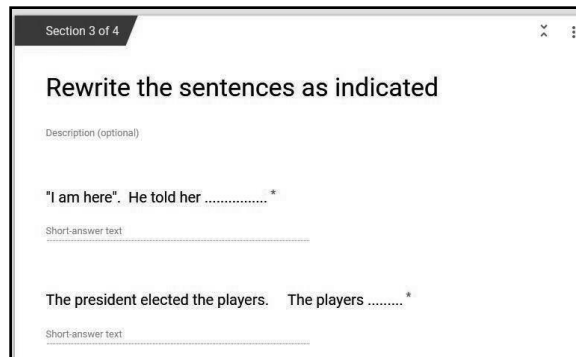 Section 3 of 4
Rewrite the sentences as indicated
Description (optional)
"I am here". He told her ................ *
Short-answer text
The president elected the players. The players ......... *
Short-answer text